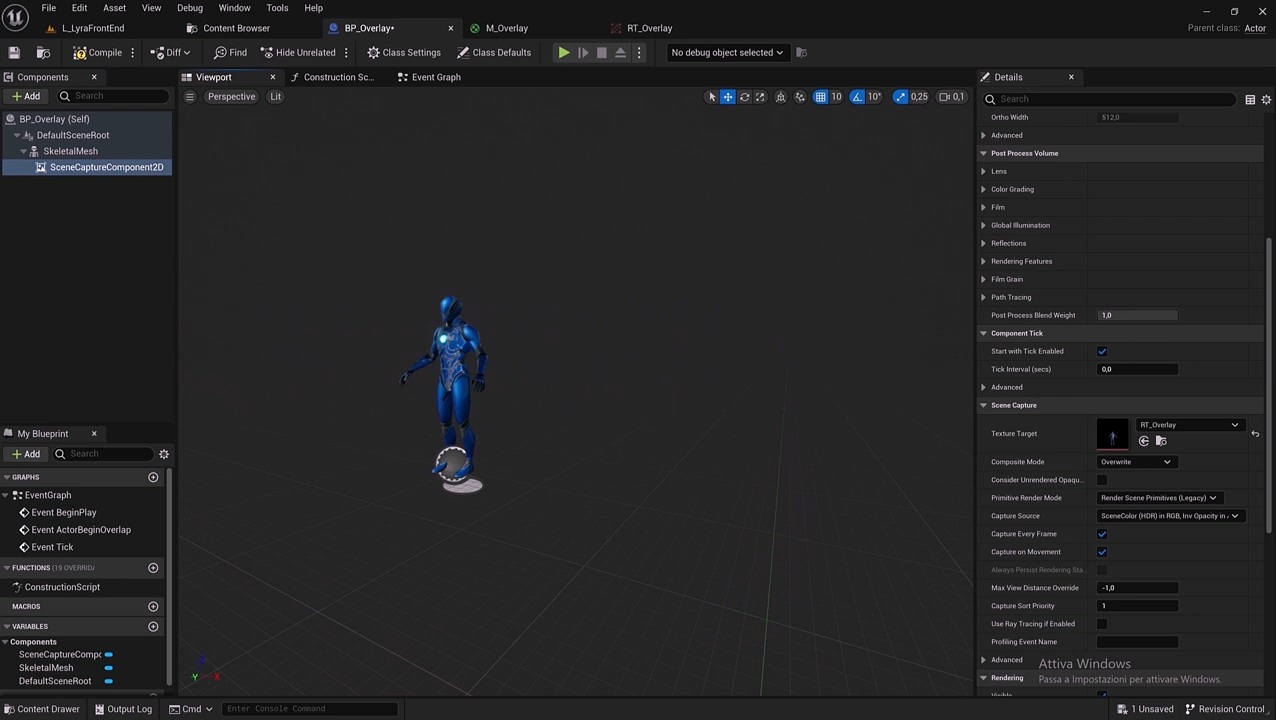 File Edit Asset View Debug Window Tools Help
L_LyraFrontEnd Content Browser BP_Overlay* M_Overlay RT_Overlay Parent class: Actor
Compile Diff Find Hide Unrelated Class Settings Class Defaults No debug object selected
Components
Add Search
BP_Overlay (Self)
DefaultSceneRoot
SkeletalMesh
SceneCaptureComponent2D
Viewport Construction Sc... Event Graph
Perspective Lit 10 10° 0,25 0,1
Details
Search
Ortho Width 512,0
Advanced
Post Process Volume
Lens
Color Grading
Film
Global Illumination
Reflections
Rendering Features
Film Grain
Path Tracing
Post Process Blend Weight 1,0
Component Tick
Start with Tick Enabled
Tick Interval (secs) 0,0
Advanced
Scene Capture
Texture Target RT_Overlay
Composite Mode Overwrite
Consider Unrendered Opaqu...
Primitive Render Mode Render Scene Primitives (Legacy)
Capture Source SceneColor (HDR) in RGB, Inv Opacity in
Capture Every Frame
Capture on Movement
Always Persist Rendering Sta...
Max View Distance Override -1,0
Capture Sort Priority 1
Use Ray Tracing if Enabled
Profiling Event Name
Advanced
Rendering
Attiva Windows
Passa a Impostazioni per attivare Windows.
My Blueprint
Add Search
GRAPHS
EventGraph
Event BeginPlay
Event ActorBeginOverlap
Event Tick
FUNCTIONS (19 OVERRID
ConstructionScript
MACROS
VARIABLES
Components
SceneCaptureCompo
SkeletalMesh
DefaultSceneRoot
Z
Y X
Content Drawer Output Log Cmd Enter Console Command 1 Unsaved Revision Control